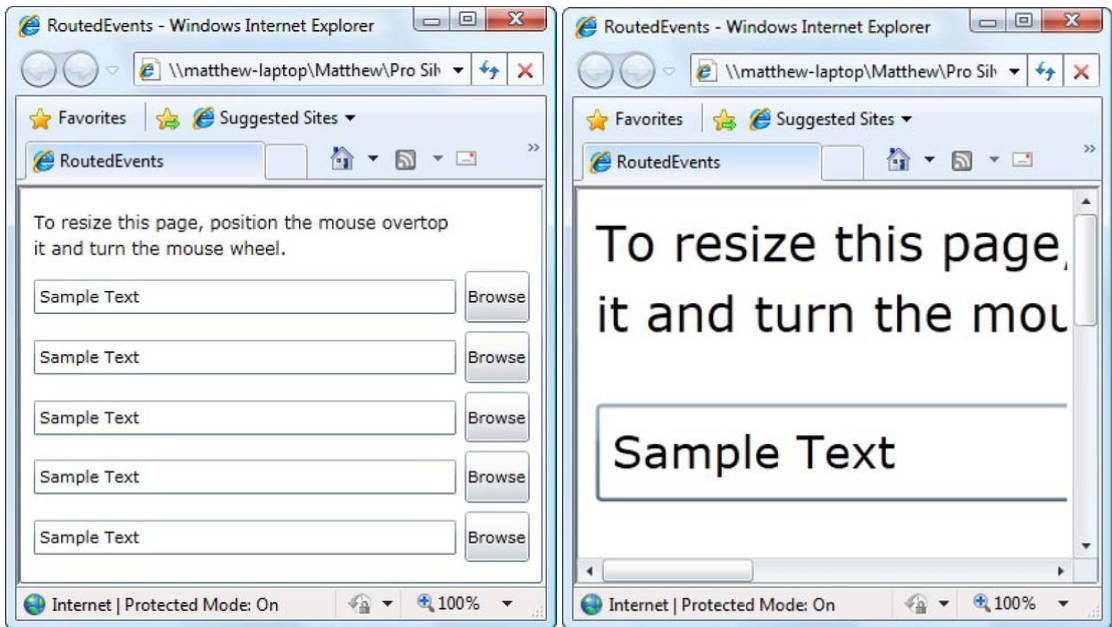 RoutedEvents - Windows Internet Explorer
\\matthew-laptop\Matthew\Pro Sil
Favorites
Suggested Sites
RoutedEvents
To resize this page, position the mouse overtop
it and turn the mouse wheel.
Sample Text
Browse
Sample Text
Browse
Sample Text
Browse
Sample Text
Browse
Sample Text
Browse
Internet | Protected Mode: On
100%
RoutedEvents - Windows Internet Explorer
\\matthew-laptop\Matthew\Pro Sil
Favorites
Suggested Sites
RoutedEvents
To resize this page,
it and turn the mou
Sample Text
Internet | Protected Mode: On
100%